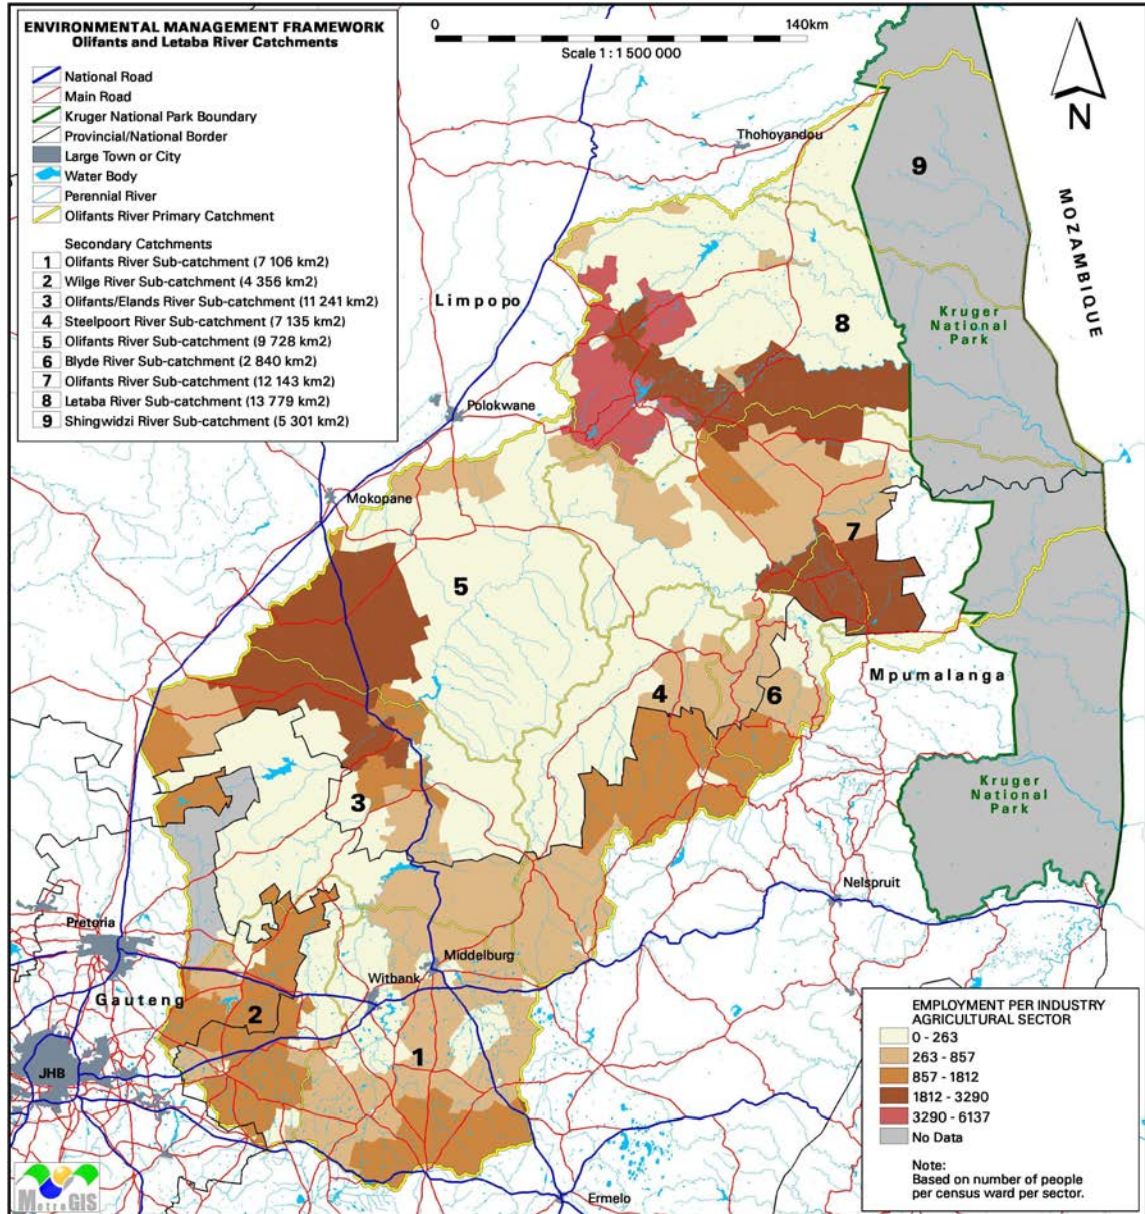 ENVIRONMENTAL MANAGEMENT FRAMEWORK
Olifants and Letaba River Catchments
National Road
Main Road
Kruger National Park Boundary
Provincial/National Border
Large Town or City
Water Body
Perennial River
Olifants River Primary Catchment
Secondary Catchments
1 Olifants River Sub-catchment (7 106 km2)
2 Wilge River Sub-catchment (4 356 km2)
3 Olifants/Elands River Sub-catchment (11 241 km2)
4 Steelpoort River Sub-catchment (7 135 km2)
5 Olifants River Sub-catchment (9 728 km2)
6 Blyde River Sub-catchment (2 840 km2)
7 Olifants River Sub-catchment (12 143 km2)
8 Letaba River Sub-catchment (13 779 km2)
9 Shingwidzi River Sub-catchment (5 301 km2)
0 140km
Scale 1 : 1 500 000
N
Thohoyandou
9
MOZAMBIQUE
Limpopo
8
Kruger
National
Park
Polokwane
Mokopane
7
5
Mpumalanga
4
6
3
Kruger
National
Park
Nelspruit
Pretoria
Middelburg
Witbank
Gauteng
2
1
JHB
Ermelo
EMPLOYMENT PER INDUSTRY
AGRICULTURAL SECTOR
0 - 263
263 - 857
857 - 1812
1812 - 3290
3290 - 6137
No Data
Note:
Based on number of people
per census ward per sector.
MetroGIS